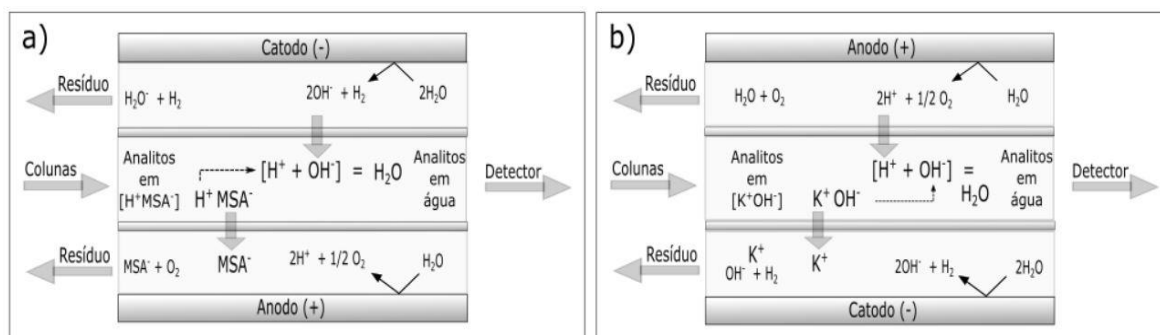 a)
Catodo (-)
Resíduo
H₂O⁻ + H₂
2OH⁻ + H₂
2H₂O
Colunas
Analitos
em
[H⁺MSA⁻]
H⁺ MSA⁻
[H⁺ + OH⁻] = H₂O
Analitos
em
água
Detector
Resíduo
MSA⁻ + O₂
MSA⁻
2H⁺ + 1/2 O₂
H₂O
Anodo (+)
b)
Anodo (+)
Resíduo
H₂O + O₂
2H⁺ + 1/2 O₂
H₂O
Colunas
Analitos
em
[K⁺OH⁻]
K⁺ OH⁻
[H⁺ + OH⁻] =
H₂O
Analitos
em
água
Detector
Resíduo
K⁺
OH⁻ + H₂
K⁺
2OH⁻ + H₂
2H₂O
Catodo (-)